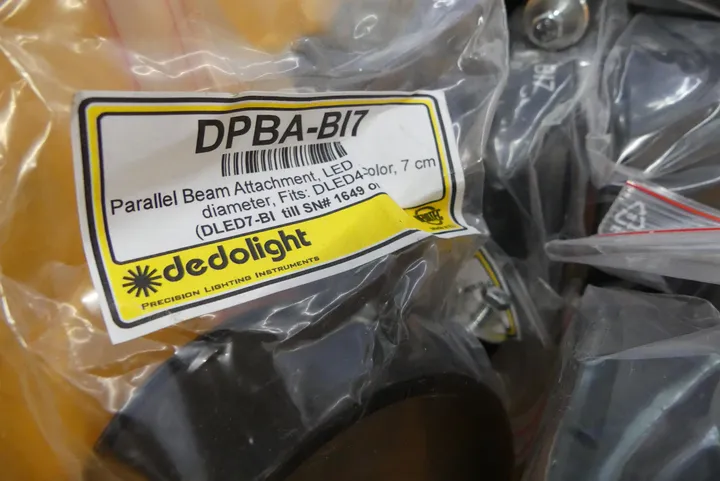 DPBA-BI7
Parallel Beam Attachment, LED
color, 7 cm
diameter, Fits: DLED4
(DLED7-BI till SN# 1649 o
dedolight
PRECISION LIGHTING INSTRUMENTS